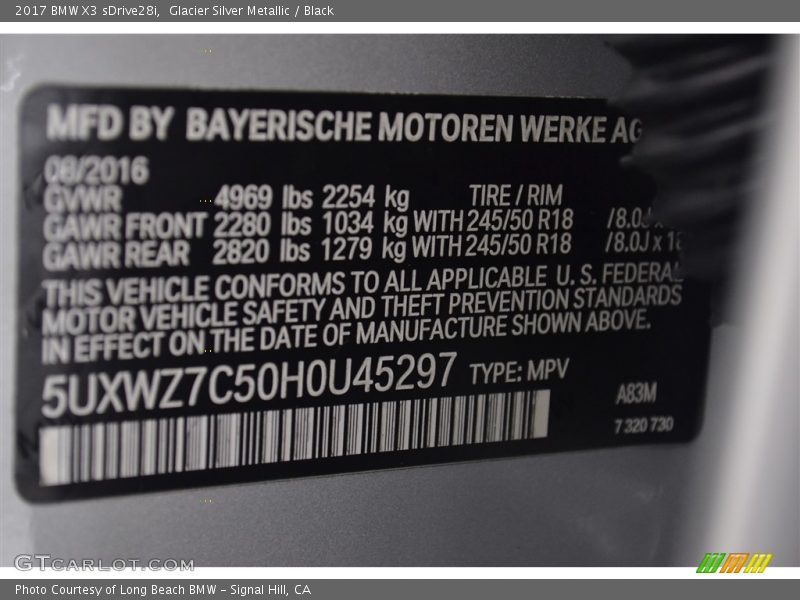 2017 BMW X3 sDrive28i, Glacier Silver Metallic / Black
MFD BY BAYERISCHE MOTOREN WERKE AG
08/2016
GVWR 4969 lbs 2254 kg TIRE / RIM
GAWR FRONT 2280 lbs 1034 kg WITH 245/50 R18 /8.0J
GAWR REAR 2820 lbs 1279 kg WITH 245/50 R18 /8.0J x 18
THIS VEHICLE CONFORMS TO ALL APPLICABLE U. S. FEDERAL
MOTOR VEHICLE SAFETY AND THEFT PREVENTION STANDARDS
IN EFFECT ON THE DATE OF MANUFACTURE SHOWN ABOVE.
5UXWZ7C50H0U45297 TYPE: MPV
A83M
7 320 730
GTCARLOT.COM
Photo Courtesy of Long Beach BMW - Signal Hill, CA